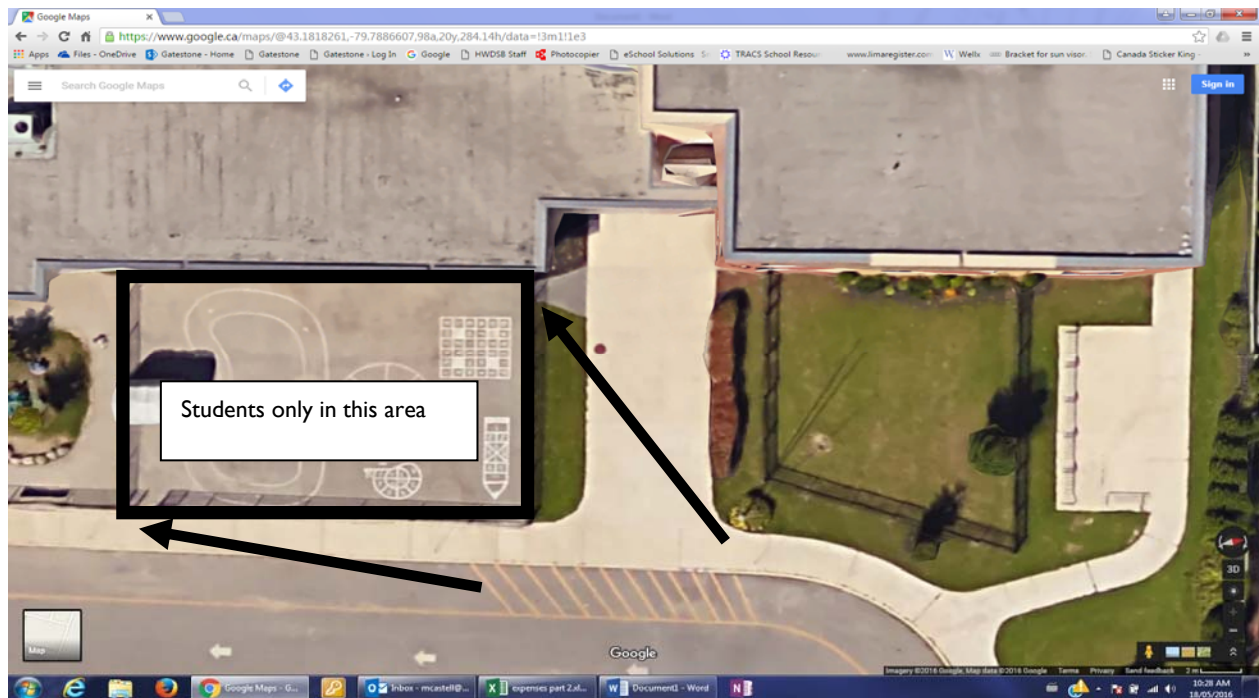 Google Maps
https://www.google.ca/maps/@43.1818261,-79.7886607,98a,20y,284.14h/data=!3m1!1e3
Apps Files - OneDrive Gatestone - Home Gatestone Gatestone › Log In Google HWDSB Staff Photocopier eSchool Solutions TRACS School Resou www.limaregister.com Wellx Bracket for sun visor. Canada Sticker King -
Search Google Maps
Sign in
Students only in this area
3D
Map
Google
Imagery ©2016 Google, Map data ©2016 Google Terms Privacy Send feedback 2 m
Google Maps - G...
Inbox - mcastell@...
expenses part 2.xl...
Document1 - Word
10:28 AM
18/05/2016